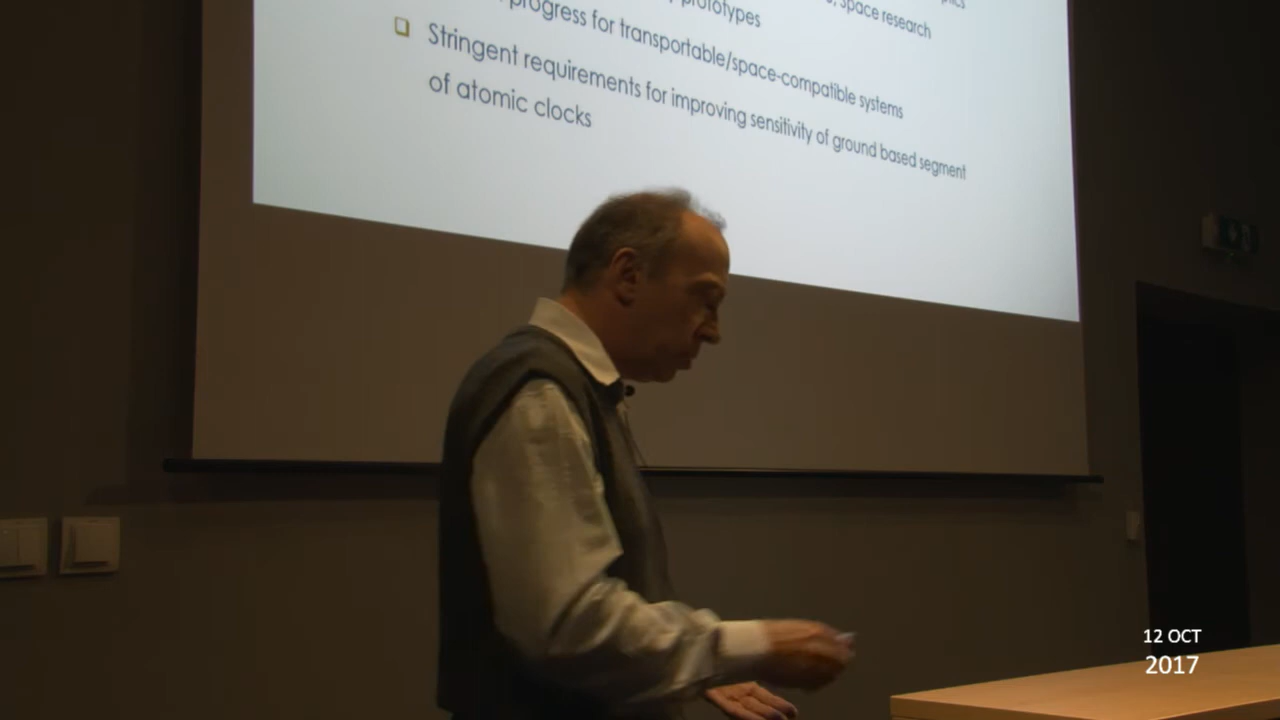 space research
prototypes
progress for transportable/space-compatible systems
Stringent requirements for improving sensitivity of ground based segment
of atomic clocks
12 OCT
2017